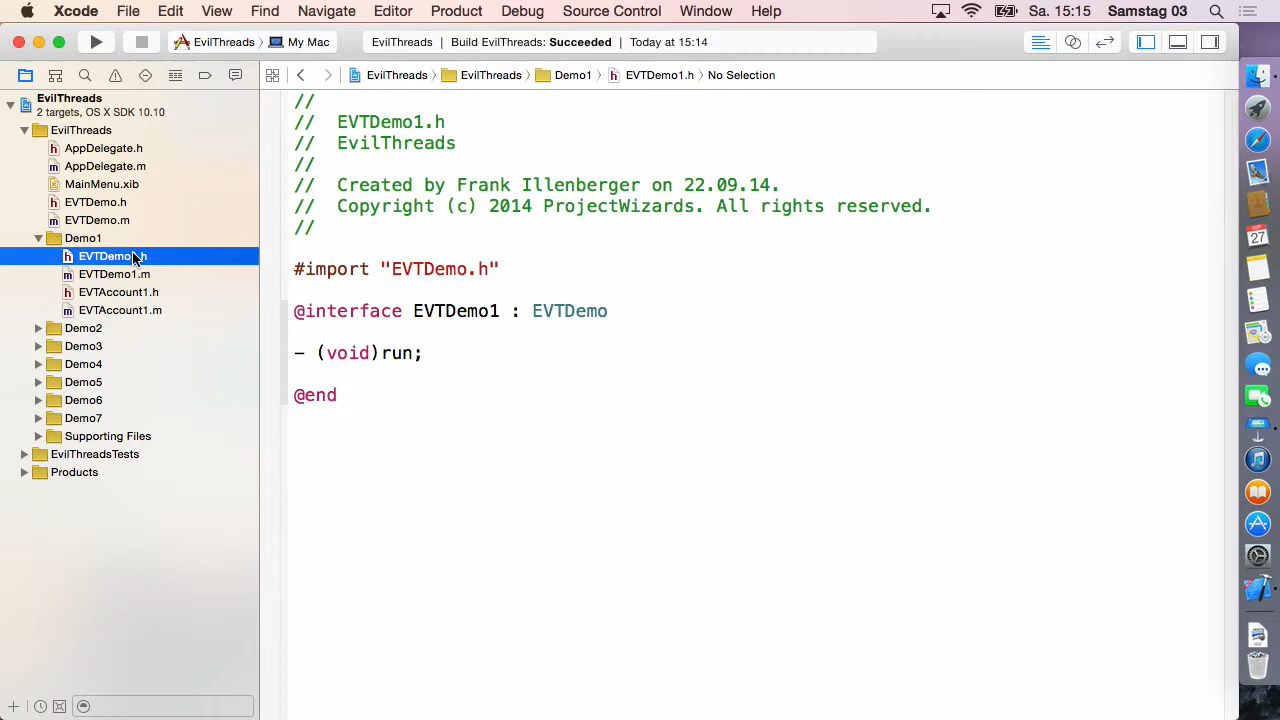 Xcode File Edit View Find Navigate Editor Product Debug Source Control Window Help Sa. 15:15 Samstag 03
EvilThreads My Mac EvilThreads | Build EvilThreads: Succeeded | Today at 15:14
EvilThreads EvilThreads Demo1 EVTDemo1.h No Selection
EvilThreads
2 targets, OS X SDK 10.10
EvilThreads
AppDelegate.h
AppDelegate.m
MainMenu.xib
EVTDemo.h
EVTDemo.m
Demo1
EVTDemo1.h
EVTDemo1.m
EVTAccount1.h
EVTAccount1.m
Demo2
Demo3
Demo4
Demo5
Demo6
Demo7
Supporting Files
EvilThreadsTests
Products
//
// EVTDemo1.h
// EvilThreads
//
// Created by Frank Illenberger on 22.09.14.
// Copyright (c) 2014 ProjectWizards. All rights reserved.
//
#import "EVTDemo.h"
@interface EVTDemo1 : EVTDemo
- (void)run;
@end
SEP
27